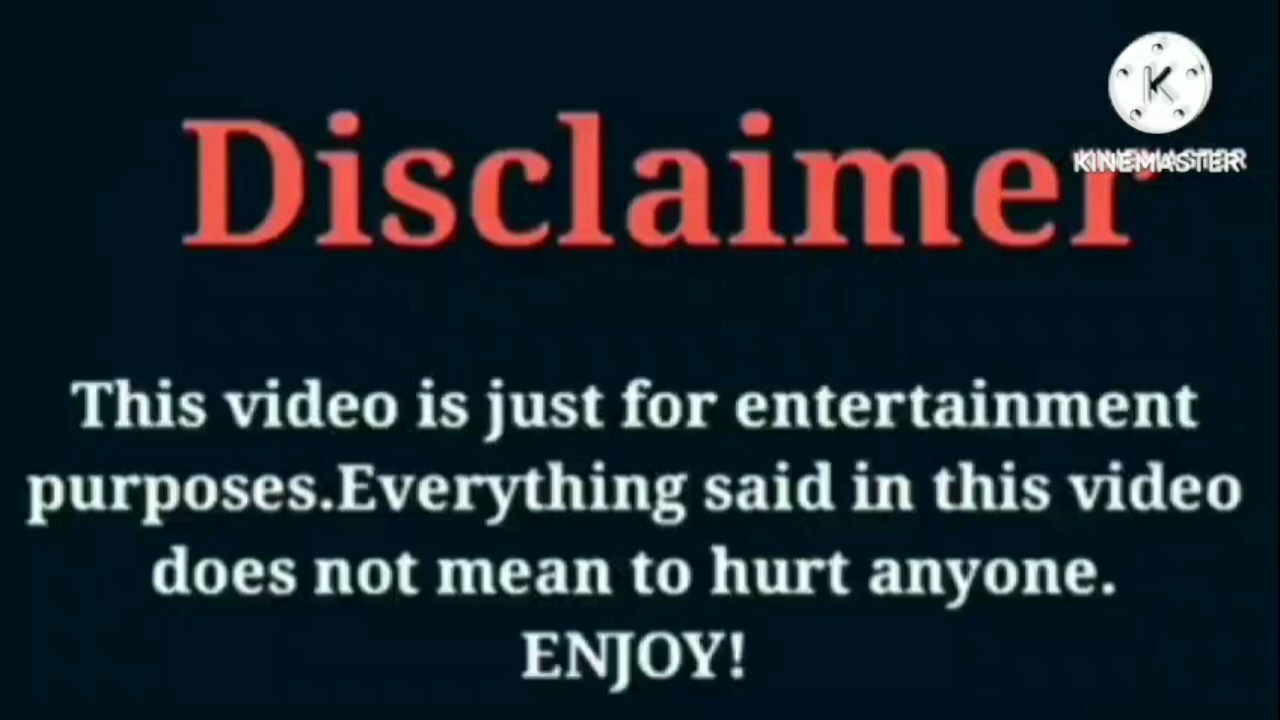 K
KINEMASTER
Disclaimer
This video is just for entertainment
purposes.Everything said in this video
does not mean to hurt anyone.
ENJOY!